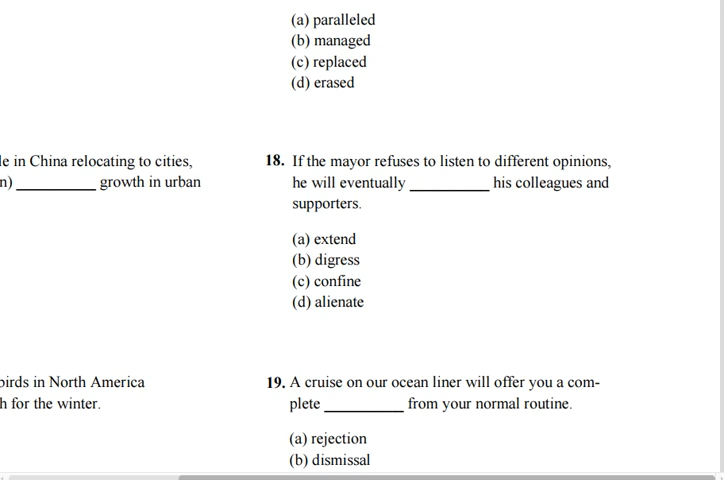 (a) paralleled
(b) managed
(c) replaced
(d) erased
in China relocating to cities,
growth in urban
18. If the mayor refuses to listen to different opinions,
he will eventually __________ his colleagues and
supporters.
(a) extend
(b) digress
(c) confine
(d) alienate
in North America
for the winter.
19. A cruise on our ocean liner will offer you a com-
plete __________ from your normal routine.
(a) rejection
(b) dismissal